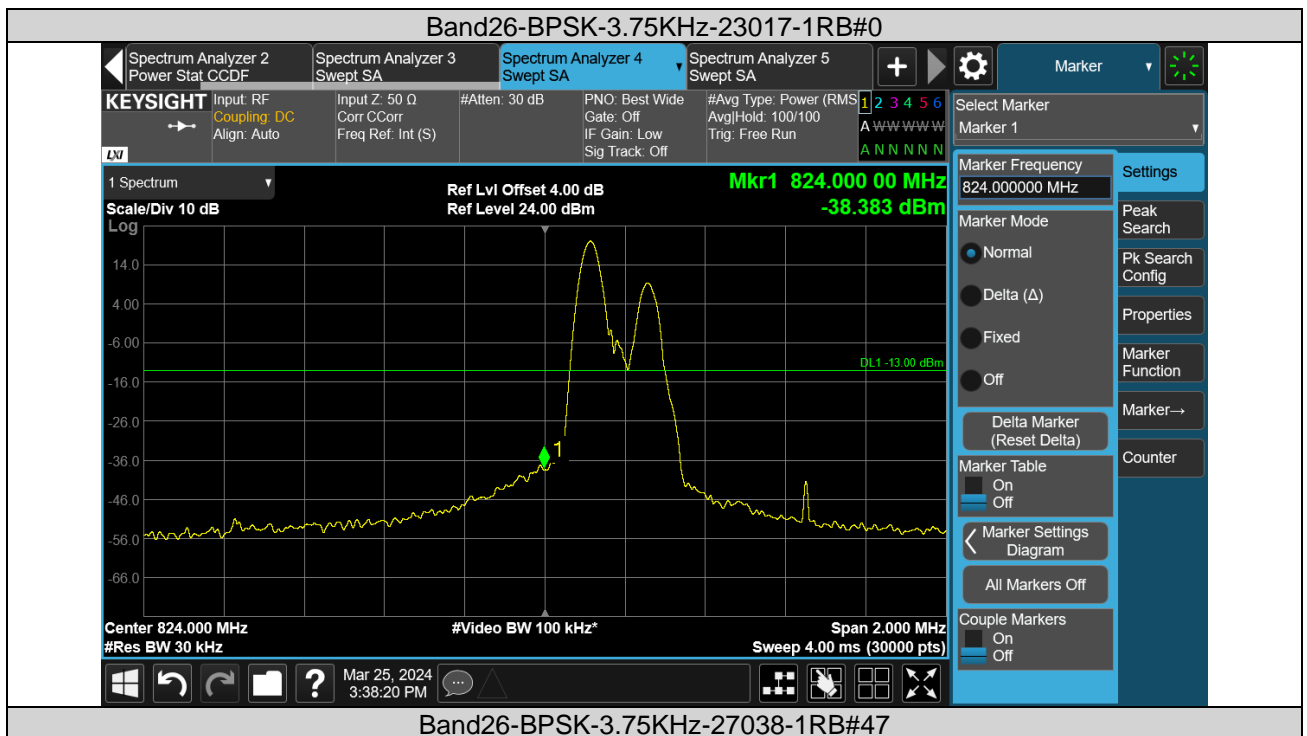 Band26-BPSK-3.75KHz-23017-1RB#0
Spectrum Analyzer 2
Power Stat CCDF
Spectrum Analyzer 3
Swept SA
Spectrum Analyzer 4
Swept SA
Spectrum Analyzer 5
Swept SA
+
Marker
KEYSIGHT
LXI
Input: RF
Coupling: DC
Align: Auto
Input Z: 50 Ω
Corr CCorr
Freq Ref: Int (S)
#Atten: 30 dB
PNO: Best Wide
Gate: Off
IF Gain: Low
Sig Track: Off
#Avg Type: Power (RMS
Avg|Hold: 100/100
Trig: Free Run
1 2 3 4 5 6
A W W W W W
A N N N N N
Select Marker
Marker 1
1 Spectrum
Scale/Div 10 dB
Log
Ref Lvl Offset 4.00 dB
Ref Level 24.00 dBm
Mkr1 824.000 00 MHz
-38.383 dBm
14.0
4.00
-6.00
-16.0
-26.0
-36.0
-46.0
-56.0
-66.0
DL1 -13.00 dBm
1
Center 824.000 MHz
#Res BW 30 kHz
#Video BW 100 kHz*
Span 2.000 MHz
Sweep 4.00 ms (30000 pts)
Marker Frequency
824.000000 MHz
Marker Mode
Normal
Delta (Δ)
Fixed
Off
Delta Marker
(Reset Delta)
Marker Table
On
Off
Marker Settings
Diagram
All Markers Off
Couple Markers
On
Off
Settings
Peak
Search
Pk Search
Config
Properties
Marker
Function
Marker→
Counter
?
Mar 25, 2024
3:38:20 PM
Band26-BPSK-3.75KHz-27038-1RB#47